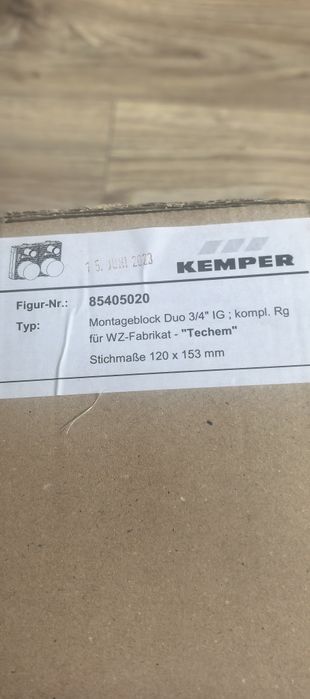 15. JUNI 2023
KEMPER
Figur-Nr.: 85405020
Typ: Montageblock Duo 3/4" IG ; kompl. Rg
für WZ-Fabrikat - "Techem"
Stichmaße 120 x 153 mm